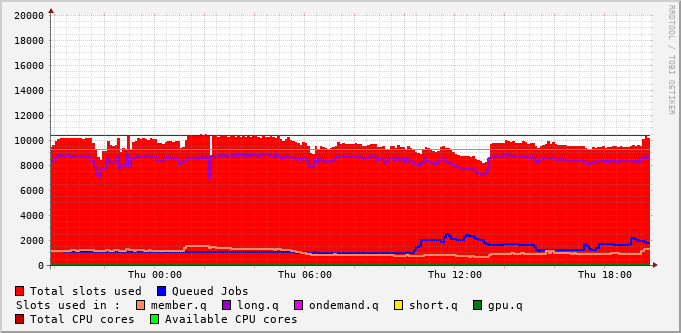 RRDTOOL / TOBI OETIKER
20000
18000
16000
14000
12000
10000
8000
6000
4000
2000
0
Thu 00:00 Thu 06:00 Thu 12:00 Thu 18:00
Total slots used Queued Jobs
Slots used in : member.q long.q ondemand.q short.q gpu.q
Total CPU cores Available CPU cores